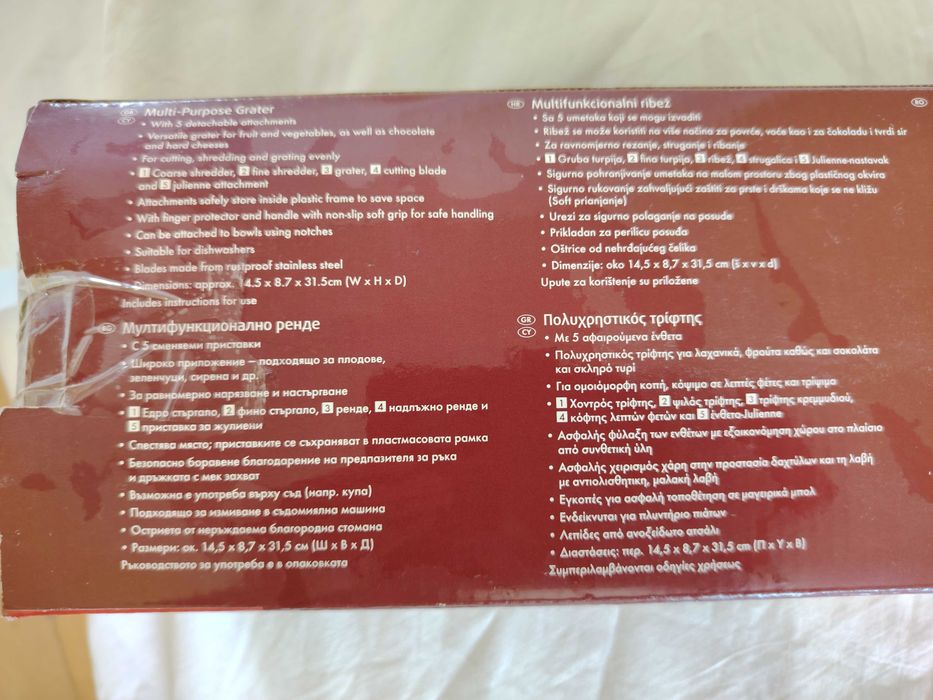 GB
CY
Multi-Purpose Grater
• With 5 detachable attachments
• Versatile grater for fruit and vegetables, as well as chocolate
and hard cheeses
• For cutting, shredding and grating evenly
• 1 Coarse shredder, 2 fine shredder, 3 grater, 4 cutting blade
and 5 julienne attachment
• Attachments safely store inside plastic frame to save space
• With finger protector and handle with non-slip soft grip for safe handling
• Can be attached to bowls using notches
• Suitable for dishwashers
• Blades made from rustproof stainless steel
• Dimensions: approx. 14.5 x 8.7 x 31.5cm (W x H x D)
Includes instructions for use
BG
Мултифункционално ренде
• С 5 сменяеми приставки
• Широко приложение – подходящо за плодове,
зеленчуци, сирена и др.
• За равномерно нарязване и настъргване
• 1 Едро стъргало, 2 фино стъргало, 3 ренде, 4 надлъжно ренде и
5 приставка за жулиени
• Спестява място; приставките се съхраняват в пластмасовата рамка
• Безопасно боравене благодарение на предпазителя за ръка
и дръжката с мек захват
• Възможна е употреба върху съд (напр. купа)
• Подходящо за измиване в съдомиялна машина
• Остриета от неръждаема благородна стомана
• Размери: ок. 14,5 x 8,7 x 31,5 см (Ш x В x Д)
Ръководството за употреба е в опаковката
HR
Multifunkcionalni ribež
• Sa 5 umetaka koji se mogu izvaditi
• Ribež se može koristiti na više načina za povrće, voće kao i za čokoladu i tvrdi sir
• Za ravnomjerno rezanje, struganje i ribanje
• 1 Gruba turpija, 2 fina turpija, 3 ribež, 4 strugalica i 5 Julienne-nastavak
• Sigurno pohranjivanje umetaka na malom prostoru zbog plastičnog okvira
• Sigurno rukovanje zahvaljujući zaštiti za prste i drškama koje se ne kližu
(Soft prianjanje)
• Urezi za sigurno polaganje na posude
• Prikladan za perilicu posuđa
• Oštrice od nehrđajućeg čelika
• Dimenzije: oko 14,5 x 8,7 x 31,5 cm (š x v x d)
Upute za korištenje su priložene
GR
CY
Πολυχρηστικός τρίφτης
• Με 5 αφαιρούμενα ένθετα
• Πολυχρηστικός τρίφτης για λαχανικά, φρούτα καθώς και σοκολάτα
και σκληρό τυρί
• Για ομοιόμορφη κοπή, κόψιμο σε λεπτές φέτες και τρίψιμο
• 1 Χοντρός τρίφτης, 2 ψιλός τρίφτης, 3 τρίφτης κρεμμυδιού,
4 κόφτης λεπτών φετών και 5 ένθετο-Julienne
• Ασφαλής φύλαξη των ενθέτων με εξοικονόμηση χώρου στο πλαίσιο
από συνθετική ύλη
• Ασφαλής χειρισμός χάρη στην προστασία δαχτύλων και τη λαβή
με αντιολισθητική, μαλακή λαβή
• Εγκοπές για ασφαλή τοποθέτηση σε μαγειρικά μπολ
• Ενδείκνυται για πλυντήριο πιάτων
• Λεπίδες από ανοξείδωτο ατσάλι
• Διαστάσεις: περ. 14,5 x 8,7 x 31,5 cm (Π x Υ x Β)
Συμπεριλαμβάνονται οδηγίες χρήσεως
RO